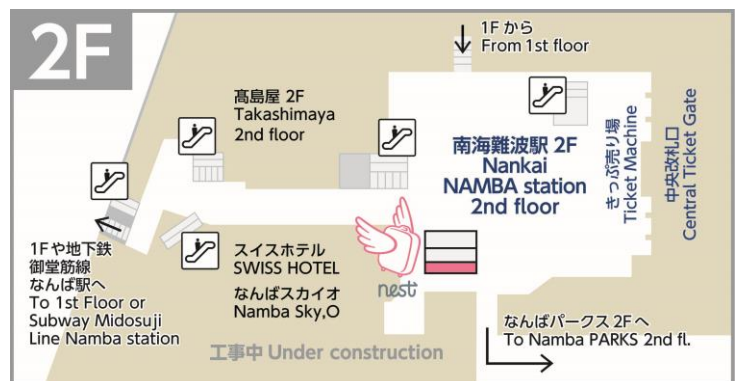 2F
1Fから
From 1st floor
髙島屋 2F
Takashimaya
2nd floor
南海難波駅 2F
Nankai
NAMBA station
2nd floor
きっぷ売り場
Ticket Machine
中央改札口
Central Ticket Gate
1Fや地下鉄
御堂筋線
なんば駅へ
To 1st Floor or
Subway Midosuji
Line Namba station
スイスホテル
SWISS HOTEL
なんばスカイオ
Namba Sky,O
nest
工事中 Under construction
なんばパークス 2Fへ
To Namba PARKS 2nd fl.